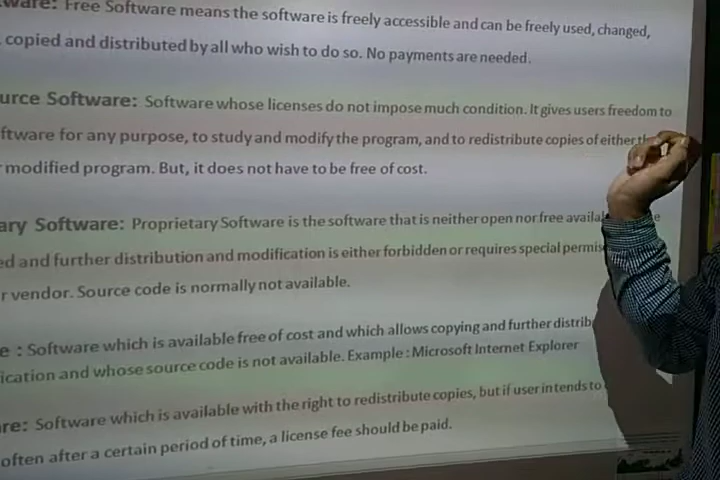 ware: Free Software means the software is freely accessible and can be freely used, changed,
copied and distributed by all who wish to do so. No payments are needed.
urce Software: Software whose licenses do not impose much condition. It gives users freedom to
ftware for any purpose, to study and modify the program, and to redistribute copies of either th
modified program. But, it does not have to be free of cost.
ary Software: Proprietary Software is the software that is neither open nor free availa e
ed and further distribution and modification is either forbidden or requires special permis
r vendor. Source code is normally not available.
e : Software which is available free of cost and which allows copying and further distrib
ication and whose source code is not available. Example : Microsoft Internet Explorer
re: Software which is available with the right to redistribute copies, but if user intends to
often after a certain period of time, a license fee should be paid.